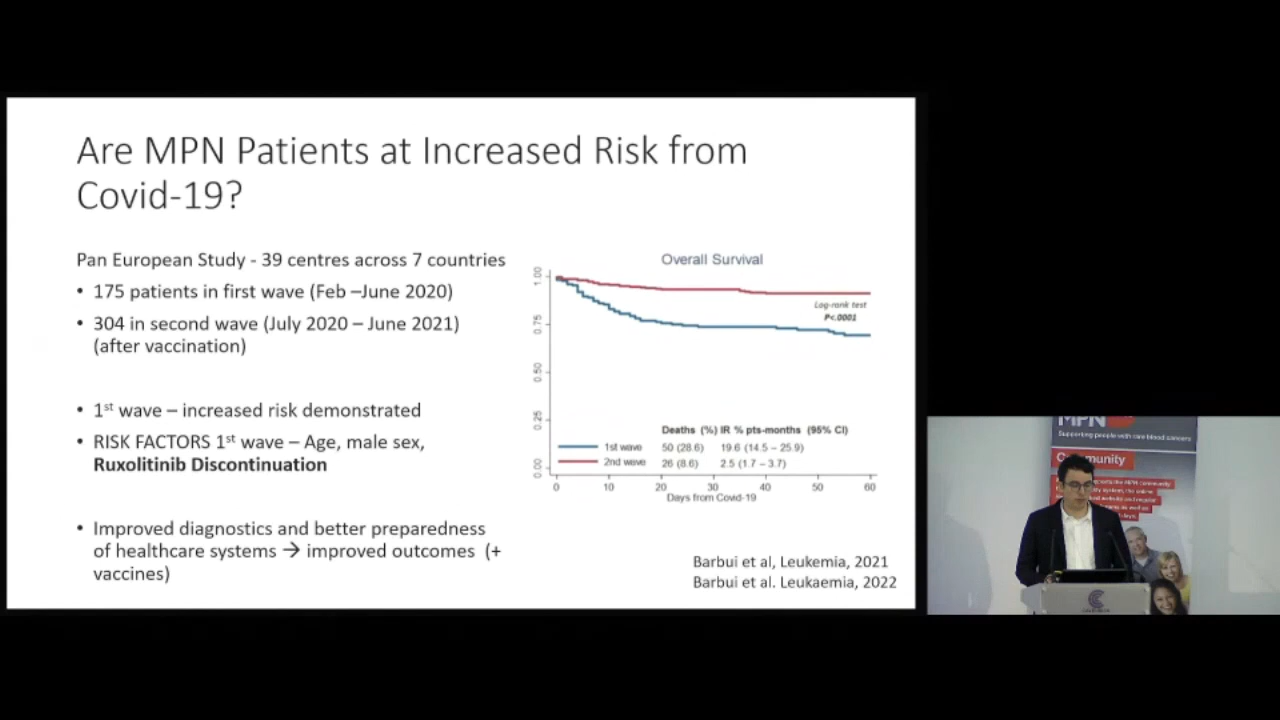 Are MPN Patients at Increased Risk from
Covid-19?
Pan European Study - 39 centres across 7 countries
• 175 patients in first wave (Feb –June 2020)
• 304 in second wave (July 2020 – June 2021)
(after vaccination)
• 1st wave – increased risk demonstrated
• RISK FACTORS 1st wave – Age, male sex,
Ruxolitinib Discontinuation
• Improved diagnostics and better preparedness
of healthcare systems → improved outcomes (+
vaccines)
Overall Survival
1.00
0.75
0.50
0.25
0.00
Log-rank test
P<.0001
Deaths (%) IR % pts-months (95% CI)
1st wave 50 (28.6) 19.6 (14.5 – 25.9)
2nd wave 26 (8.6) 2.5 (1.7 – 3.7)
0 10 20 30 40 50 60
Days from Covid-19
Barbui et al, Leukemia, 2021
Barbui et al. Leukaemia, 2022
MPN
Supporting people with rare blood cancers